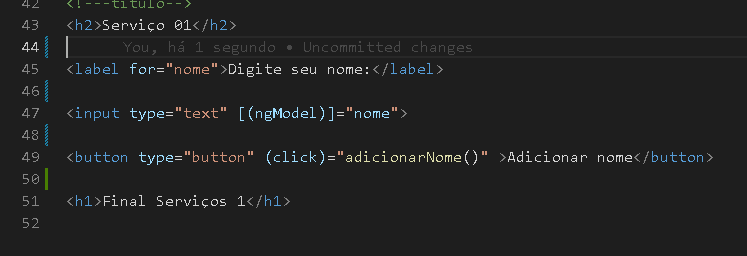 42 <!---titulo-->
43 <h2>Serviço 01</h2>
44 You, há 1 segundo • Uncommitted changes
45 <label for="nome">Digite seu nome:</label>
46
47 <input type="text" [(ngModel)]="nome">
48
49 <button type="button" (click)="adicionarNome()" >Adicionar nome</button>
50
51 <h1>Final Serviços 1</h1>
52